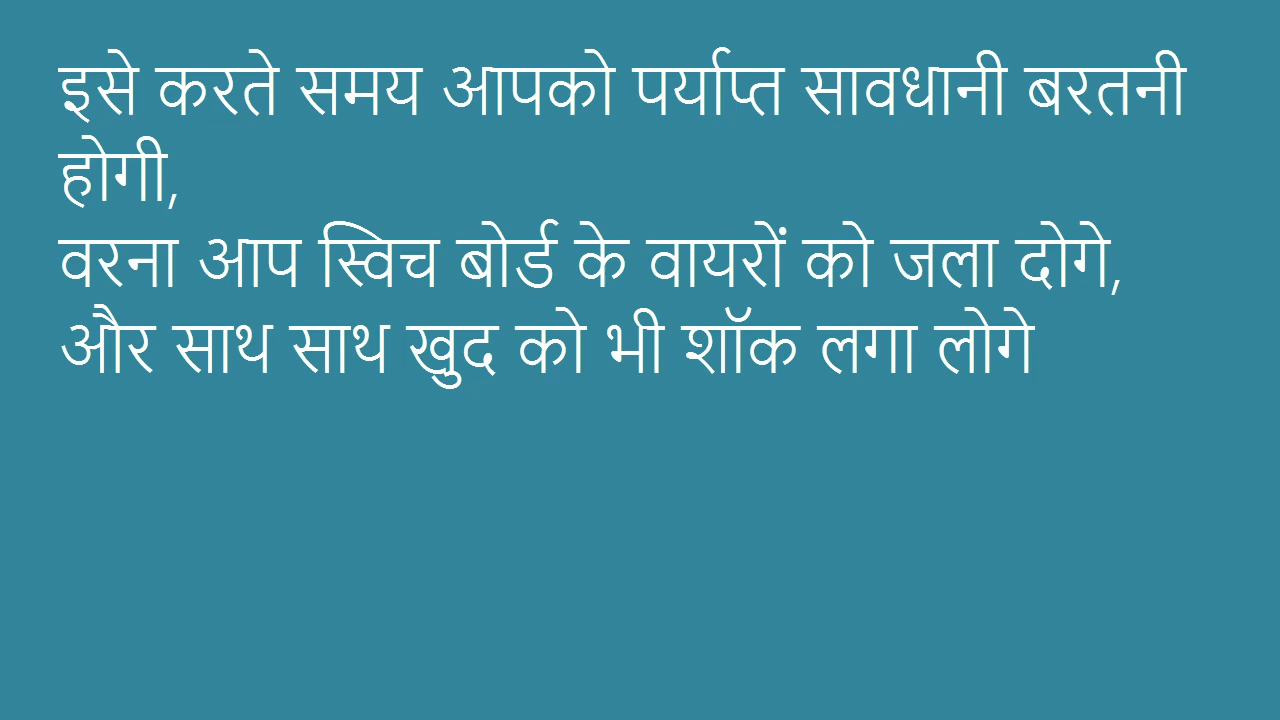 इसे करते समय आपको पर्याप्त सावधानी बरतनी
होगी,
वरना आप स्विच बोर्ड के वायरों को जला दोगे,
और साथ साथ खुद को भी शॉक लगा लोगे